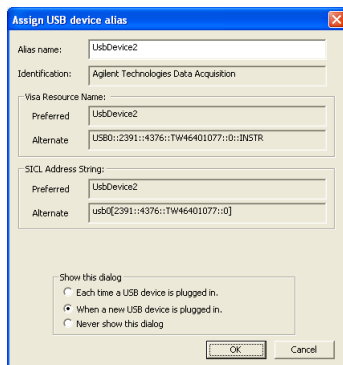 Assign USB device alias
Alias name: UsbDevice2
Identification: Agilent Technologies Data Acquisition
Visa Resource Name:
Preferred UsbDevice2
Alternate USB0::2391::4376::TW46401077::0::INSTR
SICL Address String:
Preferred UsbDevice2
Alternate usb0[2391::4376::TW46401077::0]
Show this dialog
Each time a USB device is plugged in.
When a new USB device is plugged in.
Never show this dialog
OK Cancel